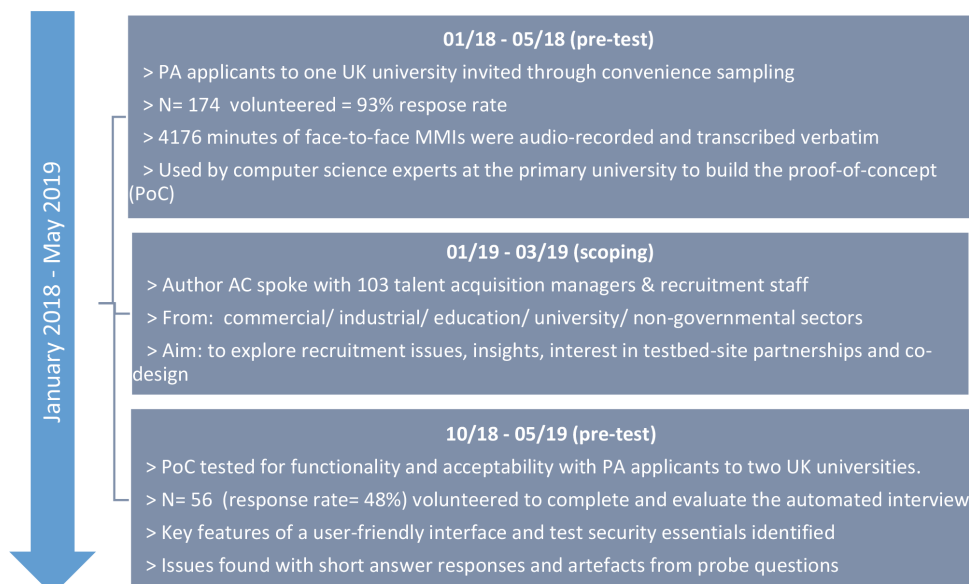 January 2018 - May 2019
01/18 - 05/18 (pre-test)
> PA applicants to one UK university invited through convenience sampling
> N= 174 volunteered = 93% respose rate
> 4176 minutes of face-to-face MMIs were audio-recorded and transcribed verbatim
> Used by computer science experts at the primary university to build the proof-of-concept
(PoC)
01/19 - 03/19 (scoping)
> Author AC spoke with 103 talent acquisition managers & recruitment staff
> From: commercial/ industrial/ education/ university/ non-governmental sectors
> Aim: to explore recruitment issues, insights, interest in testbed-site partnerships and co-
design
10/18 - 05/19 (pre-test)
> PoC tested for functionality and acceptability with PA applicants to two UK universities.
> N= 56 (response rate= 48%) volunteered to complete and evaluate the automated interview
> Key features of a user-friendly interface and test security essentials identified
> Issues found with short answer responses and artefacts from probe questions